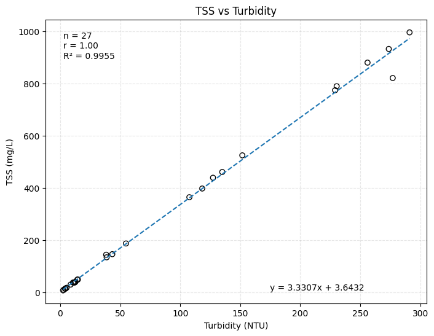 TSS vs Turbidity
n = 27
r = 1.00
R² = 0.9955
1000
800
600
400
200
0
TSS (mg/L)
y = 3.3307x + 3.6432
0 50 100 150 200 250 300
Turbidity (NTU)